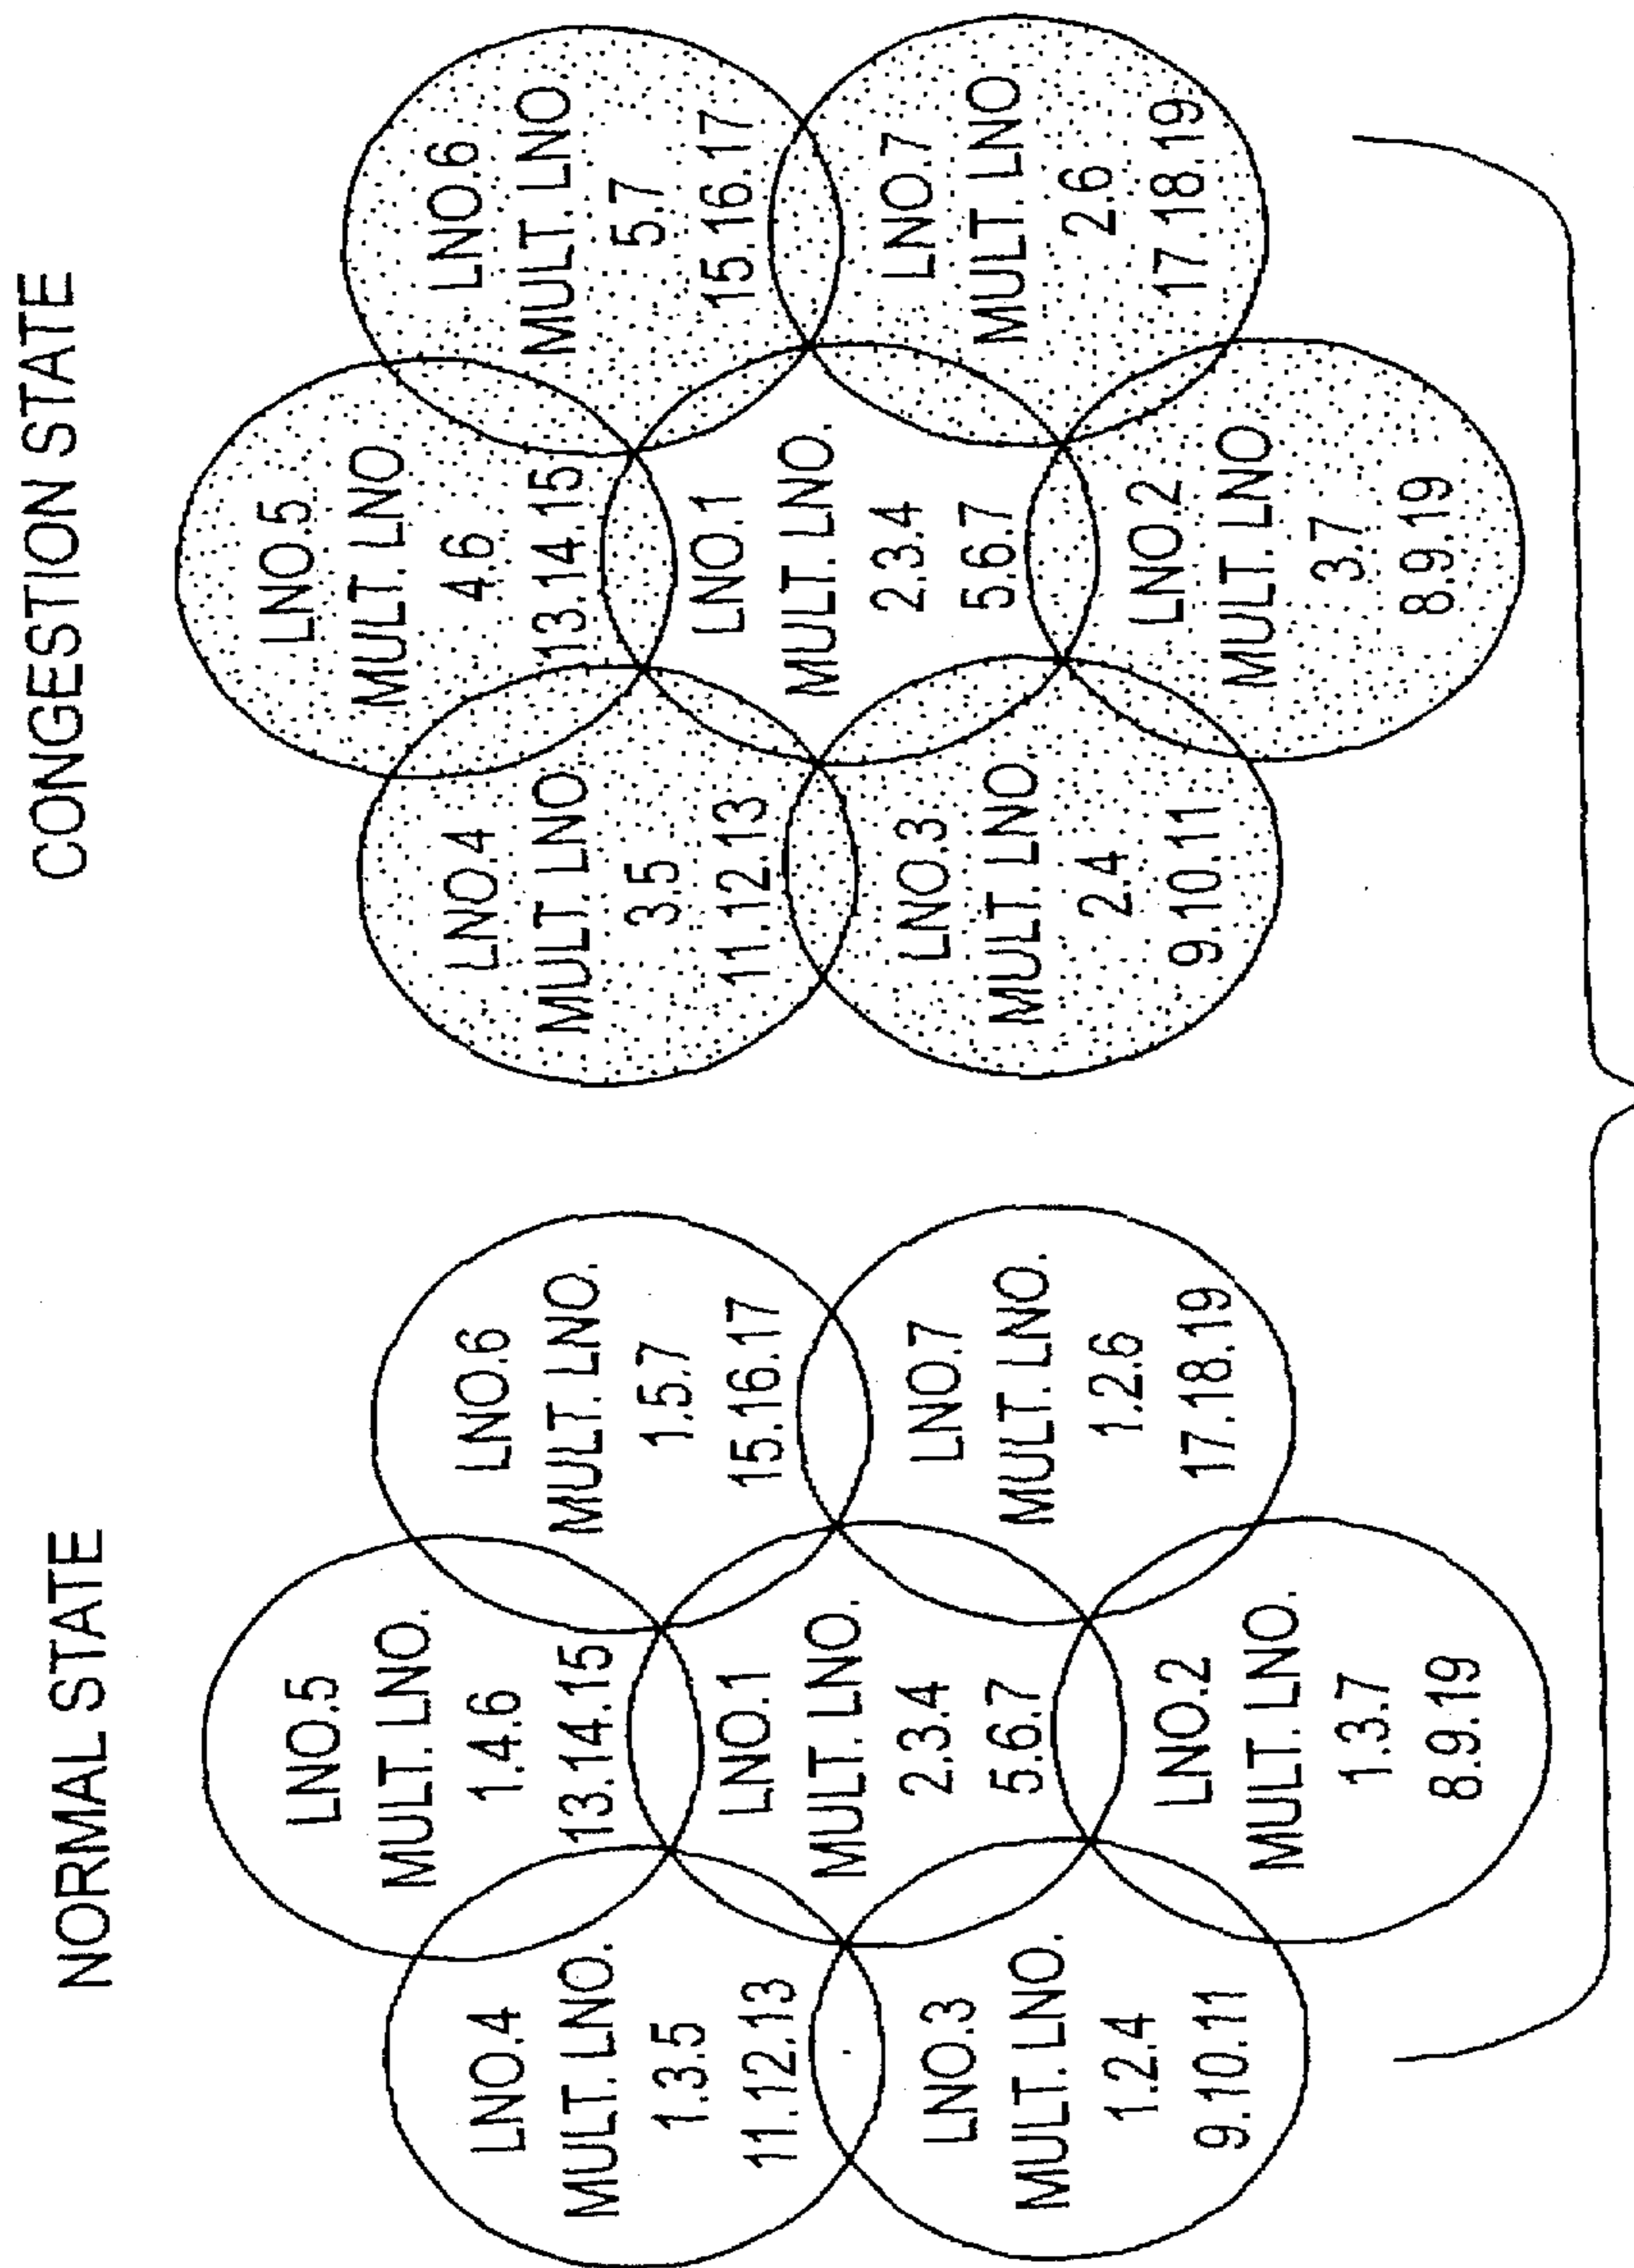 NORMAL STATE
LNO.5
MULT. LNO.
1.4.6
13.14.15
LNO.4
MULT. LNO.
1.3.5
11.12.13
LNO.6
MULT. LNO.
1.5.7
15.16.17
LNO.1
MULT. LNO.
2.3.4
5.6.7
LNO.3
MULT. LNO.
1.2.4
9.10.11
LNO.7
MULT. LNO.
1.2.6
17.18.19
LNO.2
MULT. LNO.
1.3.7
8.9.19
CONGESTION STATE
LNO.5
MULT. LNO
4.6
13.14.15
LNO.4
MULT. LNO
3.5
11.12.13
LNO.6
MULT. LNO
5.7
15.16.17
LNO.1
MULT. LNO.
2.3.4
5.6.7
LNO.3
MULT. LNO
2.4
9.10.11
LNO.7
MULT. LNO
2.6
17.18.19
LNO.2
MULT. LNO
3.7
8.9.19